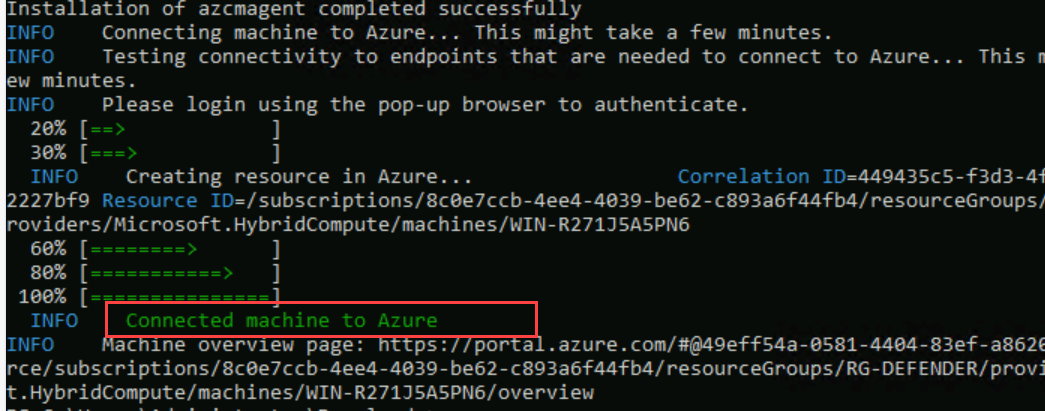 Installation of azcmagent completed successfully
INFO    Connecting machine to Azure... This might take a few minutes.
INFO    Testing connectivity to endpoints that are needed to connect to Azure... This
ew minutes.
INFO    Please login using the pop-up browser to authenticate.
20% [==>            ]
30% [===>           ]
INFO    Creating resource in Azure...                 Correlation ID=449435c5-f3d3-4f
2227bf9 Resource ID=/subscriptions/8c0e7ccb-4ee4-4039-be62-c893a6f44fb4/resourceGroups/
roviders/Microsoft.HybridCompute/machines/WIN-R271J5A5PN6
60% [========>      ]
80% [===========>   ]
100% [===============]
INFO    Connected machine to Azure
INFO    Machine overview page: https://portal.azure.com/#@49eff54a-0581-4404-83ef-a8620
rce/subscriptions/8c0e7ccb-4ee4-4039-be62-c893a6f44fb4/resourceGroups/RG-DEFENDER/provi
t.HybridCompute/machines/WIN-R271J5A5PN6/overview